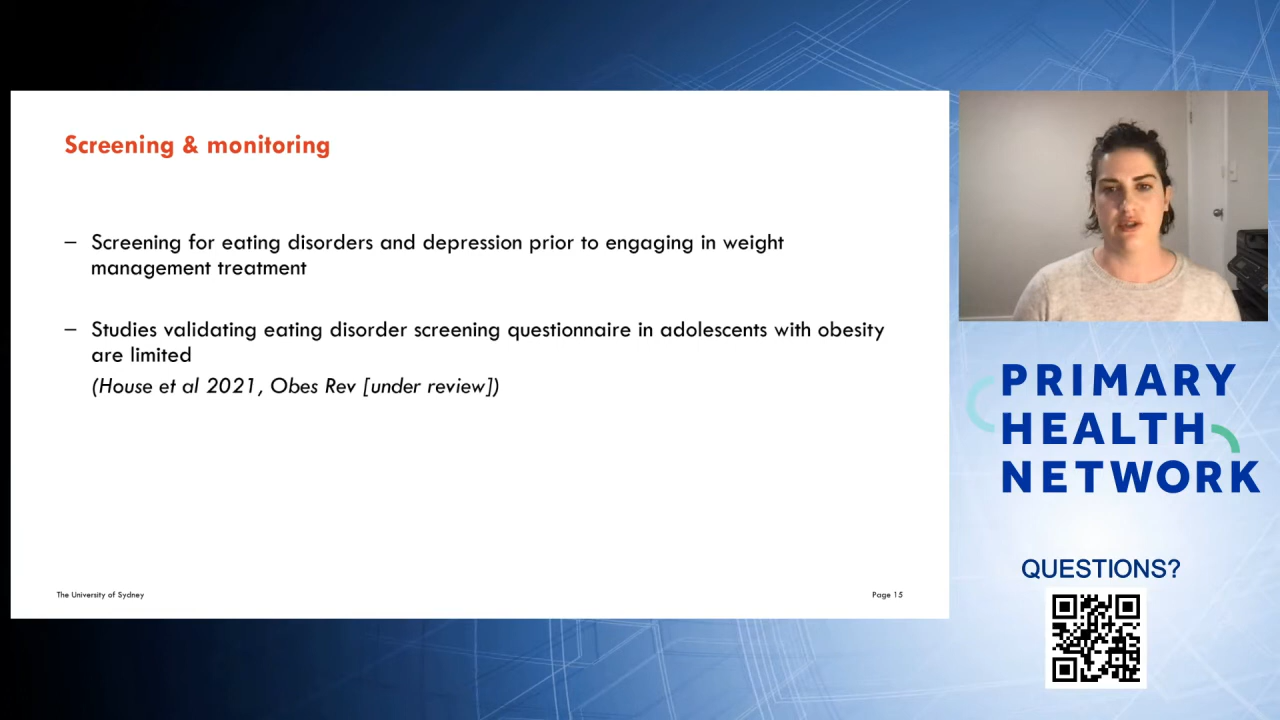 Screening & monitoring
– Screening for eating disorders and depression prior to engaging in weight
management treatment
– Studies validating eating disorder screening questionnaire in adolescents with obesity
are limited
(House et al 2021, Obes Rev [under review])
The University of Sydney
Page 15
PRIMARY
HEALTH
NETWORK
QUESTIONS?